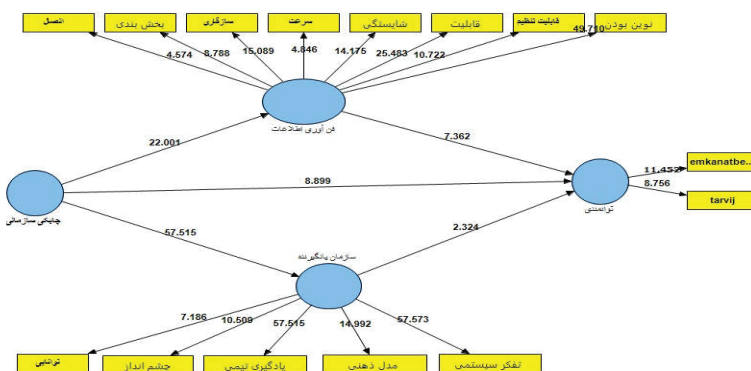 اتصال
بخش بندی
سازگاری
سرعت
شایستگی
قابلیت
قابلیت تنظیم
نوین بودن
4.574
8.788
15.089
4.846
14.175
25.483
10.722
49.710
فن آوری اطلاعات
22.001
7.362
emkanatbe...
11.452
8.899
8.756
توانمندی
tarvij
چابکی سازمانی
57.515
2.324
سازمان یادگیرنده
7.186
10.509
57.515
14.992
57.573
توانایی
چشم انداز
یادگیری تیمی
مدل ذهنی
تفکر سیستمی